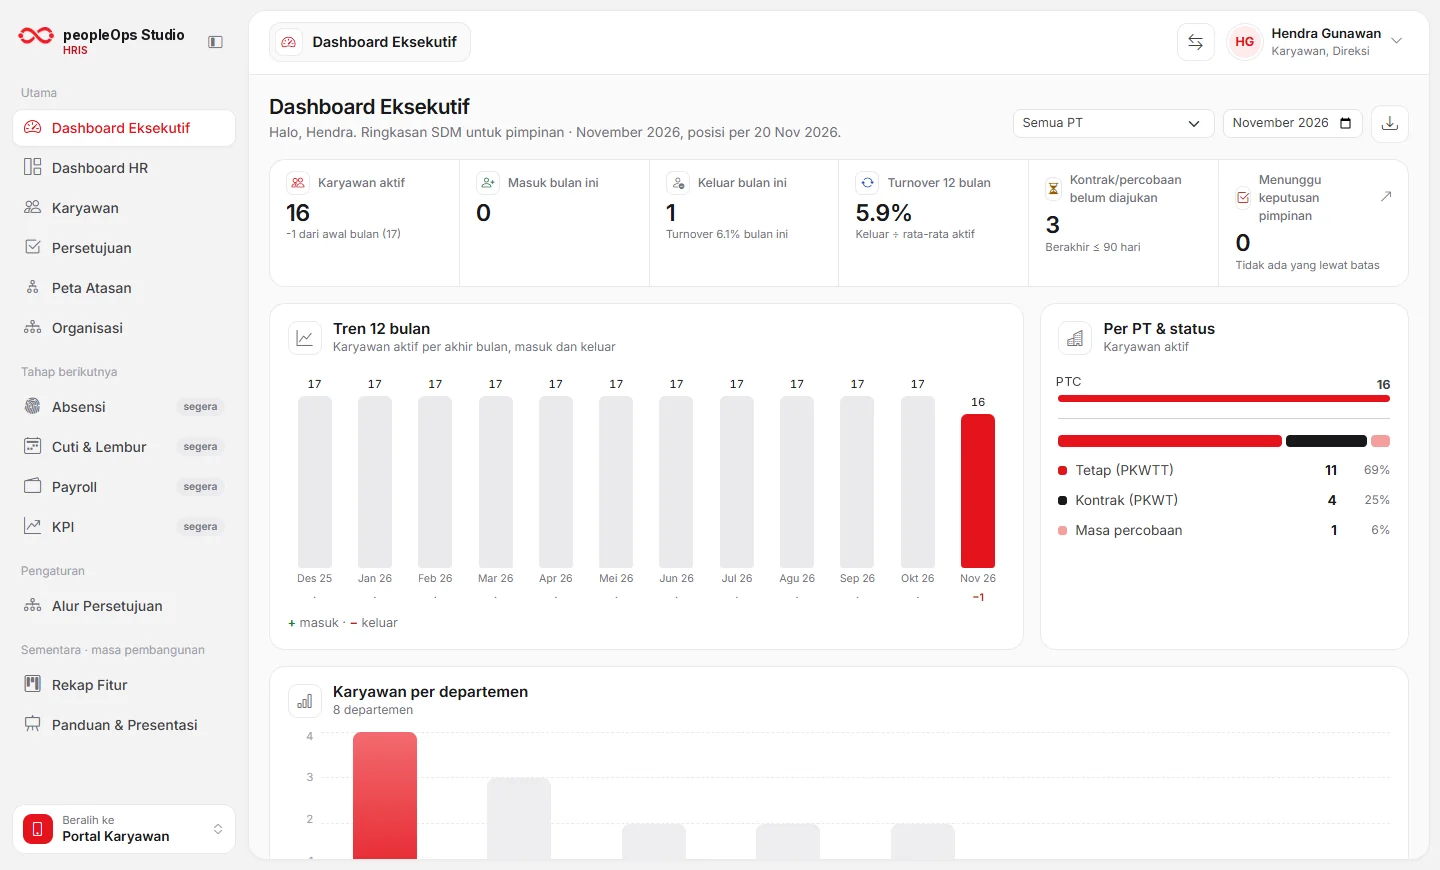 peopleOps Studio
HRIS
Utama
Dashboard Eksekutif
Dashboard HR
Karyawan
Persetujuan
Peta Atasan
Organisasi
Tahap berikutnya
Absensi segera
Cuti & Lembur segera
Payroll segera
KPI segera
Pengaturan
Alur Persetujuan
Sementara · masa pembangunan
Rekap Fitur
Panduan & Presentasi
Beralih ke
Portal Karyawan
Dashboard Eksekutif
HG
Hendra Gunawan
Karyawan, Direksi
Dashboard Eksekutif
Halo, Hendra. Ringkasan SDM untuk pimpinan · November 2026, posisi per 20 Nov 2026.
Semua PT
November 2026
Karyawan aktif
16
-1 dari awal bulan (17)
Masuk bulan ini
0
Keluar bulan ini
1
Turnover 6.1% bulan ini
Turnover 12 bulan
5.9%
Keluar ÷ rata-rata aktif
Kontrak/percobaan
belum diajukan
3
Berakhir ≤ 90 hari
Menunggu
keputusan
pimpinan
0
Tidak ada yang lewat batas
Tren 12 bulan
Karyawan aktif per akhir bulan, masuk dan keluar
17 17 17 17 17 17 17 17 17 17 17 16
Des 25 Jan 26 Feb 26 Mar 26 Apr 26 Mei 26 Jun 26 Jul 26 Agu 26 Sep 26 Okt 26 Nov 26
· · · · · · · · · · · −1
+ masuk · − keluar
Per PT & status
Karyawan aktif
PTC 16
Tetap (PKWTT) 11 69%
Kontrak (PKWT) 4 25%
Masa percobaan 1 6%
Karyawan per departemen
8 departemen
4
3
2